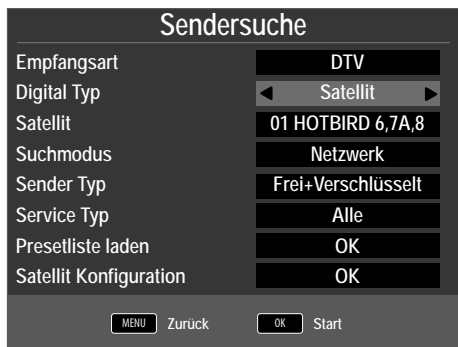 Sendersuche
Empfangsart DTV
Digital Typ Satellit
Satellit 01 HOTBIRD 6,7A,8
Suchmodus Netzwerk
Sender Typ Frei+Verschlüsselt
Service Typ Alle
Presetliste laden OK
Satellit Konfiguration OK
MENU Zurück OK Start